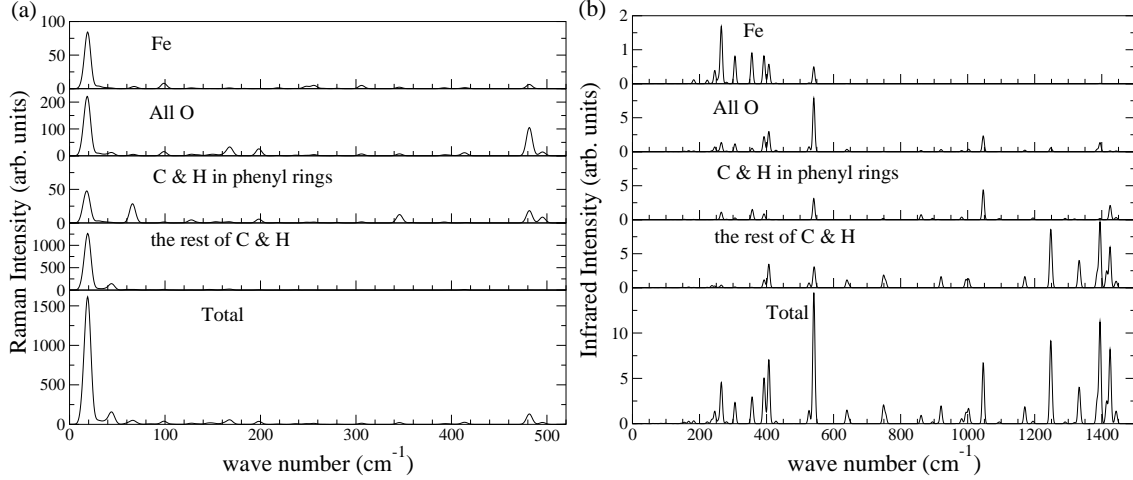 (a)
Raman Intensity (arb. units)
100
50
0
Fe
200
100
0
All O
50
25
0
C & H in phenyl rings
1000
500
0
the rest of C & H
1500
1000
500
0
Total
0 100 200 300 400 500
wave number (cm⁻¹)
(b)
Infrared Intensity (arb. units)
2
1
0
Fe
5
0
All O
5
0
C & H in phenyl rings
5
0
the rest of C & H
10
5
0
Total
0 200 400 600 800 1000 1200 1400
wave number (cm⁻¹)